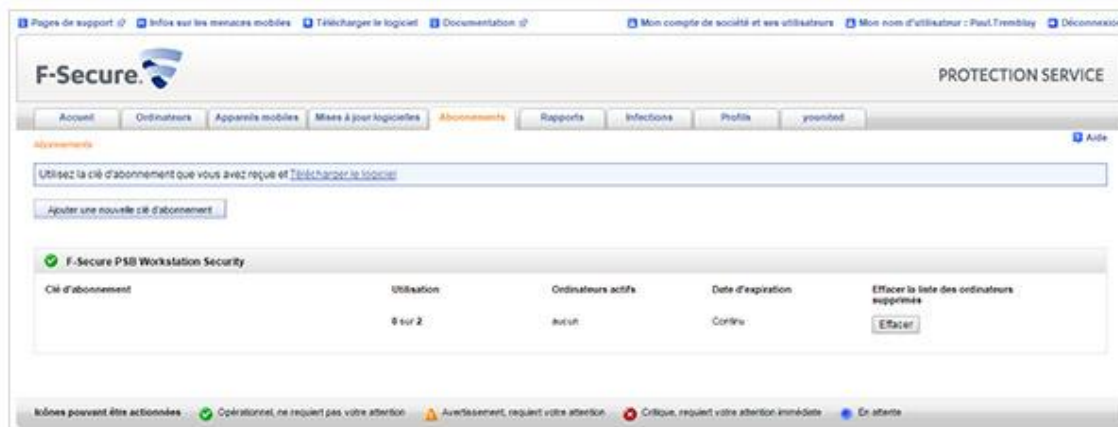 Pages de support Infos sur les menaces mobiles Télécharger le logiciel Documentation Mon compte de société et ses utilisateurs Mon nom d'utilisateur : Paul.Tremblay Déconnexio
F-Secure. PROTECTION SERVICE
Accueil Ordinateurs Appareils mobiles Mises à jour logicielles Abonnements Rapports Infections Profils younited
Abonnements Aide
Utilisez la clé d'abonnement que vous avez reçue et Télécharger le logiciel
Ajouter une nouvelle clé d'abonnement
F-Secure PSB Workstation Security
Clé d'abonnement Utilisation Ordinateurs actifs Date d'expiration Effacer la liste des ordinateurs
supprimés
0 sur 2 aucun Continu Effacer
Icônes pouvant être actionnées Opérationnel, ne requiert pas votre attention Avertissement, requiert votre attention Critique, requiert votre attention immédiate En attente